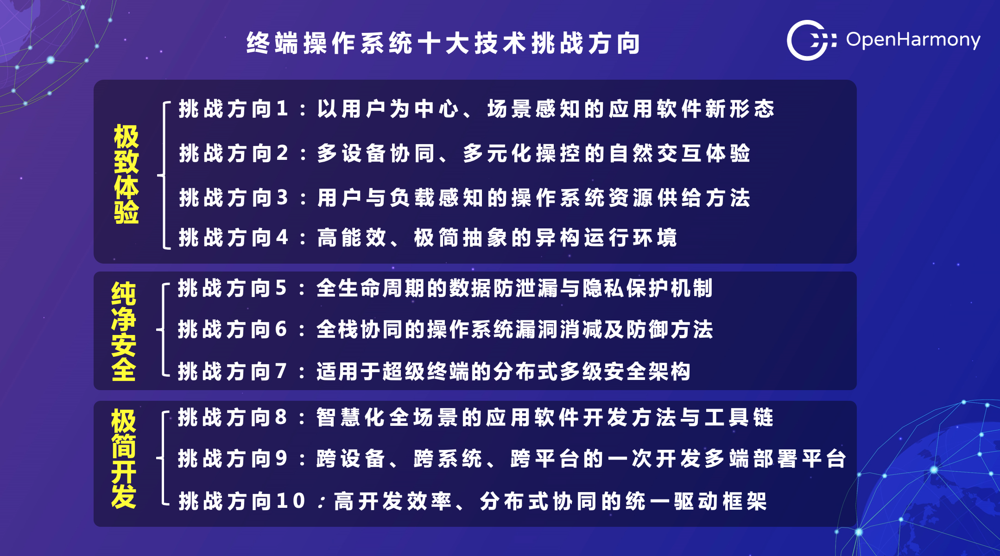 终端操作系统十大技术挑战方向
OpenHarmony
极致体验
挑战方向1：以用户为中心、场景感知的应用软件新形态
挑战方向2：多设备协同、多元化操控的自然交互体验
挑战方向3：用户与负载感知的操作系统资源供给方法
挑战方向4：高能效、极简抽象的异构运行环境
纯净安全
挑战方向5：全生命周期的数据防泄漏与隐私保护机制
挑战方向6：全栈协同的操作系统漏洞消减及防御方法
挑战方向7：适用于超级终端的分布式多级安全架构
极简开发
挑战方向8：智慧化全场景的应用软件开发方法与工具链
挑战方向9：跨设备、跨系统、跨平台的一次开发多端部署平台
挑战方向10：高开发效率、分布式协同的统一驱动框架